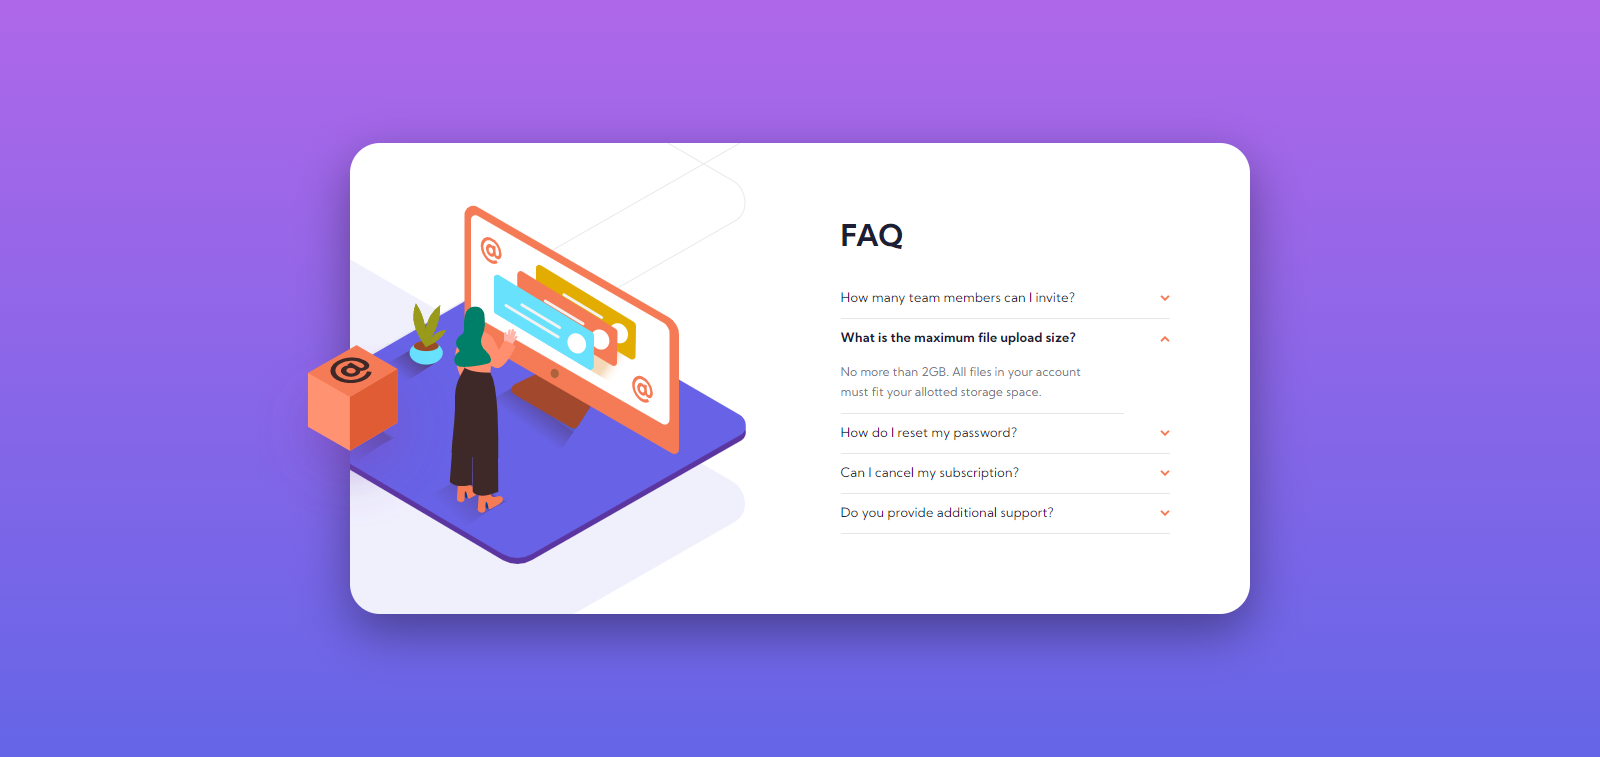 @
@
@
FAQ
How many team members can I invite?
What is the maximum file upload size?
No more than 2GB. All files in your account
must fit your allotted storage space.
How do I reset my password?
Can I cancel my subscription?
Do you provide additional support?